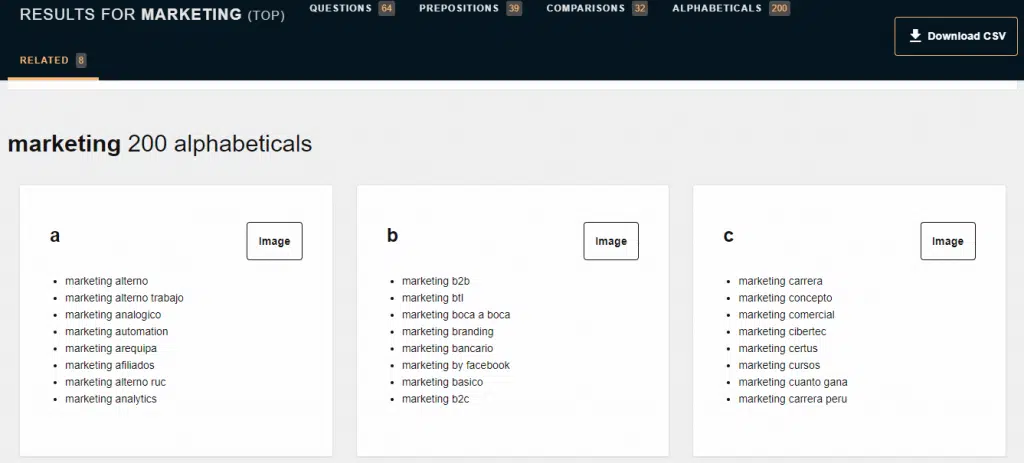 RESULTS FOR MARKETING (TOP)
QUESTIONS 64
PREPOSITIONS 39
COMPARISONS 32
ALPHABETICALS 200
Download CSV
RELATED 8
marketing 200 alphabeticals
a
Image
marketing alterno
marketing alterno trabajo
marketing analogico
marketing automation
marketing arequipa
marketing afiliados
marketing alterno ruc
marketing analytics
b
Image
marketing b2b
marketing btl
marketing boca a boca
marketing branding
marketing bancario
marketing by facebook
marketing basico
marketing b2c
c
Image
marketing carrera
marketing concepto
marketing comercial
marketing cibertec
marketing certus
marketing cursos
marketing cuanto gana
marketing carrera peru